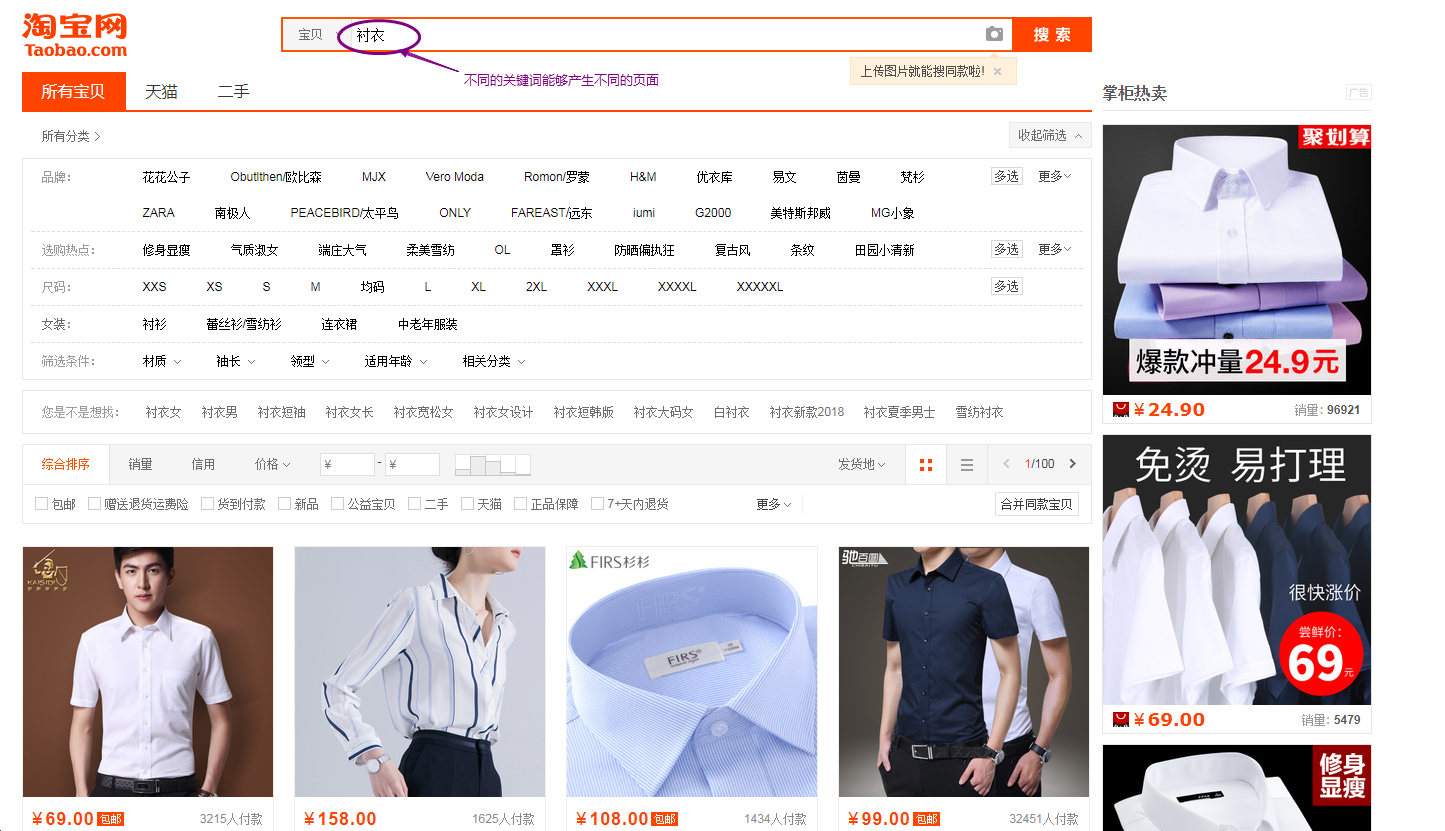 淘宝网
Taobao.com
宝贝 衬衣 搜 索
不同的关键词能够产生不同的页面
上传图片就能搜同款啦! ×
所有宝贝 天猫 二手
掌柜热卖 广告
所有分类 >
收起筛选
品牌: 花花公子 Obutlthen/欧比森 MJX Vero Moda Romon/罗蒙 H&M 优衣库 易文 茵曼 梵杉 多选 更多
ZARA 南极人 PEACEBIRD/太平鸟 ONLY FAREAST/远东 iumi G2000 美特斯邦威 MG小象
选购热点: 修身显瘦 气质淑女 端庄大气 柔美雪纺 OL 罩衫 防晒偏执狂 复古风 条纹 田园小清新 多选 更多
尺码: XXS XS S M 均码 L XL 2XL XXXL XXXXL XXXXXL 多选
女装: 衬衫 蕾丝衫/雪纺衫 连衣裙 中老年服装
筛选条件: 材质 袖长 领型 适用年龄 相关分类
您是不是想找: 衬衣女 衬衣男 衬衣短袖 衬衣女长 衬衣宽松女 衬衣女设计 衬衣短韩版 衬衣大码女 白衬衣 衬衣新款2018 衬衣夏季男士 雪纺衬衣
综合排序 销量 信用 价格 ¥ - ¥ 发货地 < 1/100 >
包邮 赠送退货运费险 货到付款 新品 公益宝贝 二手 天猫 正品保障 7+天内退货 更多 合并同款宝贝
聚划算
爆款冲量24.9元
¥24.90 销量: 96921
免烫 易打理
很快涨价
尝鲜价:
69元
¥69.00 销量: 5479
修身
显瘦
FIRS杉杉
FIRS
FIRS
驰百图
¥69.00 包邮 3215人付款
¥158.00 1625人付款
¥108.00 包邮 1434人付款
¥99.00 包邮 32451人付款